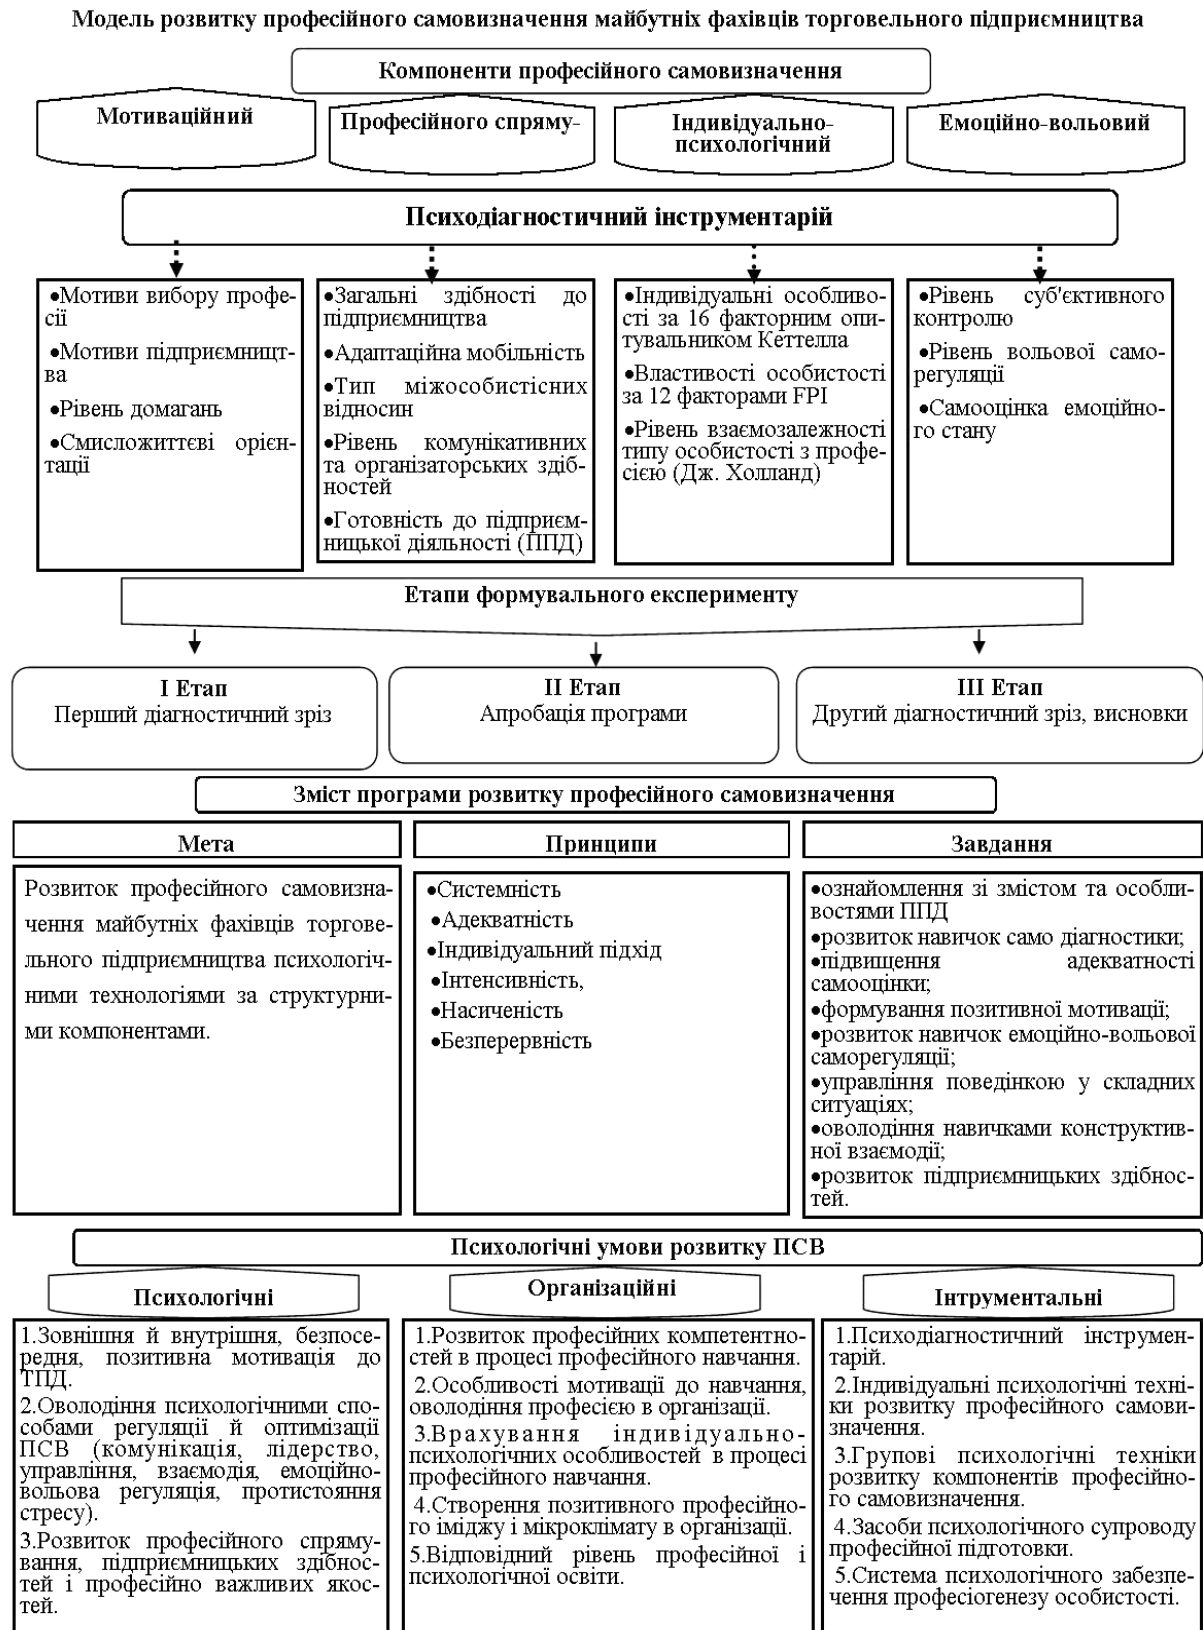 Модель розвитку професійного самовизначення майбутніх фахівців торговельного підприємництва
Компоненти професійного самовизначення
Мотиваційний
Професійного спряму-
Індивідуально-
психологічний
Емоційно-вольовий
Психодіагностичний інструментарій
•Мотиви вибору профе-
сії
•Мотиви підприємницт-
ва
•Рівень домагань
•Смисложиттєві орієн-
тації
•Загальні здібності до
підприємництва
•Адаптаційна мобільність
•Тип міжособистісних
відносин
•Рівень комунікативних
та організаторських здіб-
ностей
•Готовність до підприєм-
ницької діяльності (ППД)
•Індивідуальні особливо-
сті за 16 факторним опи-
тувальником Кеттелла
•Властивості особистості
за 12 факторами FPI
•Рівень взаємозалежності
типу особистості з профе-
сією (Дж. Холланд)
•Рівень суб'єктивного
контролю
•Рівень вольової само-
регуляції
•Самооцінка емоційно-
го стану
Етапи формувального експерименту
I Етап
Перший діагностичний зріз
II Етап
Апробація програми
III Етап
Другий діагностичний зріз, висновки
Зміст програми розвитку професійного самовизначення
Мета
Розвиток професійного самовизна-
чення майбутніх фахівців торгове-
льного підприємництва психологіч-
ними технологіями за структурни-
ми компонентами.
Принципи
•Системність
•Адекватність
•Індивідуальний підхід
•Інтенсивність,
•Насиченість
•Безперервність
Завдання
•ознайомлення зі змістом та особли-
востями ППД
•розвиток навичок само діагностики;
•підвищення адекватності
самооцінки;
•формування позитивної мотивації;
•розвиток навичок емоційно-вольової
саморегуляції;
•управління поведінкою у складних
ситуаціях;
•оволодіння навичками конструктив-
ної взаємодії;
•розвиток підприємницьких здібнос-
тей.
Психологічні умови розвитку ПСВ
Психологічні
1.Зовнішня й внутрішня, безпосе-
редня, позитивна мотивація до
ТПД.
2.Оволодіння психологічними спо-
собами регуляції й оптимізації
ПСВ (комунікація, лідерство,
управління, взаємодія, емоційно-
вольова регуляція, протистояння
стресу).
3.Розвиток професійного спряму-
вання, підприємницьких здібнос-
тей і професійно важливих якос-
тей.
Організаційні
1.Розвиток професійних компетентно-
стей в процесі професійного навчання.
2.Особливості мотивації до навчання,
оволодіння професією в організації.
3.Врахування індивідуально-
психологічних особливостей в процесі
професійного навчання.
4.Створення позитивного професійно-
го іміджу і мікроклімату в організації.
5.Відповідний рівень професійної і
психологічної освіти.
Інтрументальні
1.Психодіагностичний інструмен-
тарій.
2.Індивідуальні психологічні техні-
ки розвитку професійного самови-
значення.
3.Групові психологічні техніки
розвитку компонентів професійно-
го самовизначення.
4.Засоби психологічного супроводу
професійної підготовки.
5.Система психологічного забезпе-
чення професіогенезу особистості.